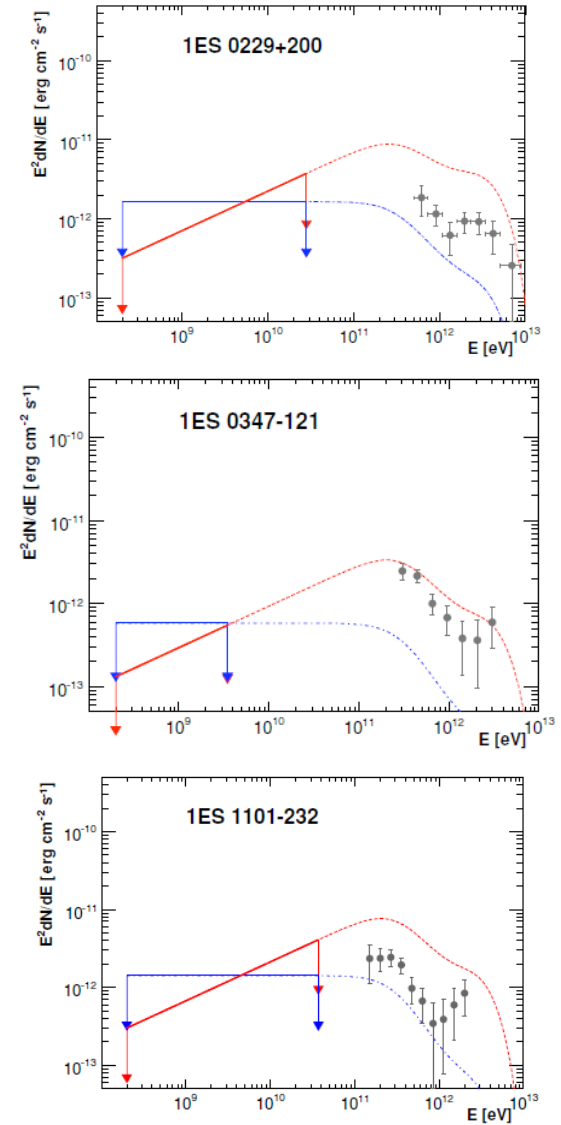 1ES 0229+200
E²dN/dE [erg cm⁻² s⁻¹]
10⁻¹⁰
10⁻¹¹
10⁻¹²
10⁻¹³
10⁹ 10¹⁰ 10¹¹ 10¹² 10¹³
E [eV]
1ES 0347-121
E²dN/dE [erg cm⁻² s⁻¹]
10⁻¹⁰
10⁻¹¹
10⁻¹²
10⁻¹³
10⁹ 10¹⁰ 10¹¹ 10¹² 10¹³
E [eV]
1ES 1101-232
E²dN/dE [erg cm⁻² s⁻¹]
10⁻¹⁰
10⁻¹¹
10⁻¹²
10⁻¹³
10⁹ 10¹⁰ 10¹¹ 10¹² 10¹³
E [eV]